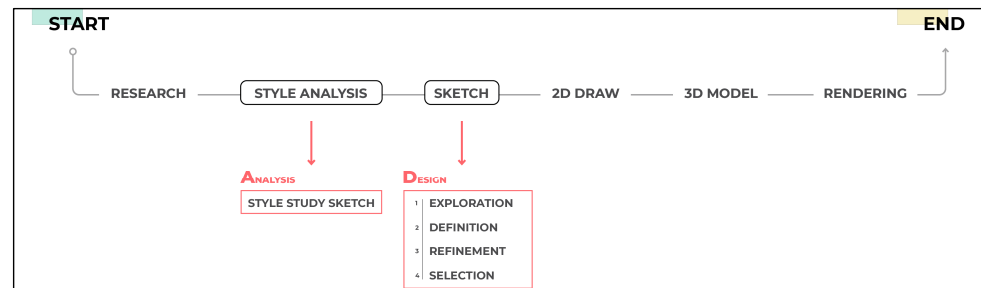 START
END
RESEARCH
STYLE ANALYSIS
SKETCH
2D DRAW
3D MODEL
RENDERING
ANALYSIS
STYLE STUDY SKETCH
DESIGN
1 EXPLORATION
2 DEFINITION
3 REFINEMENT
4 SELECTION